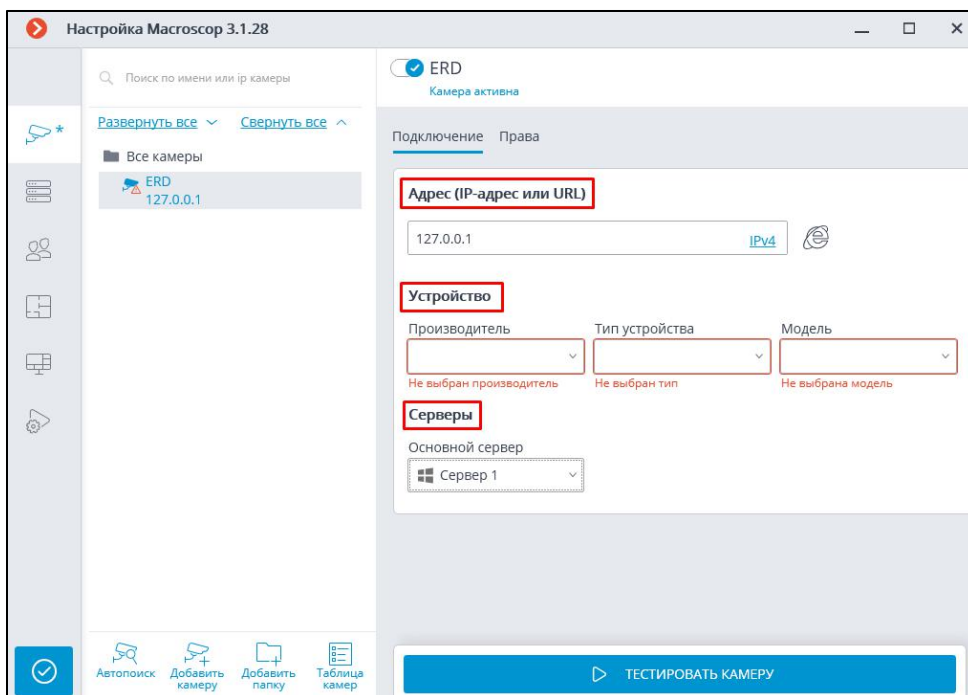 Настройка Macroscop 3.1.28
Поиск по имени или ip камеры
Развернуть все Свернуть все
Все камеры
ERD
127.0.0.1
ERD
Камера активна
Подключение Права
Адрес (IP-адрес или URL)
127.0.0.1 IPv4
Устройство
Производитель Тип устройства Модель
Не выбран производитель Не выбран тип Не выбрана модель
Серверы
Основной сервер
Сервер 1
Автопоиск Добавить камеру Добавить папку Таблица камер
ТЕСТИРОВАТЬ КАМЕРУ